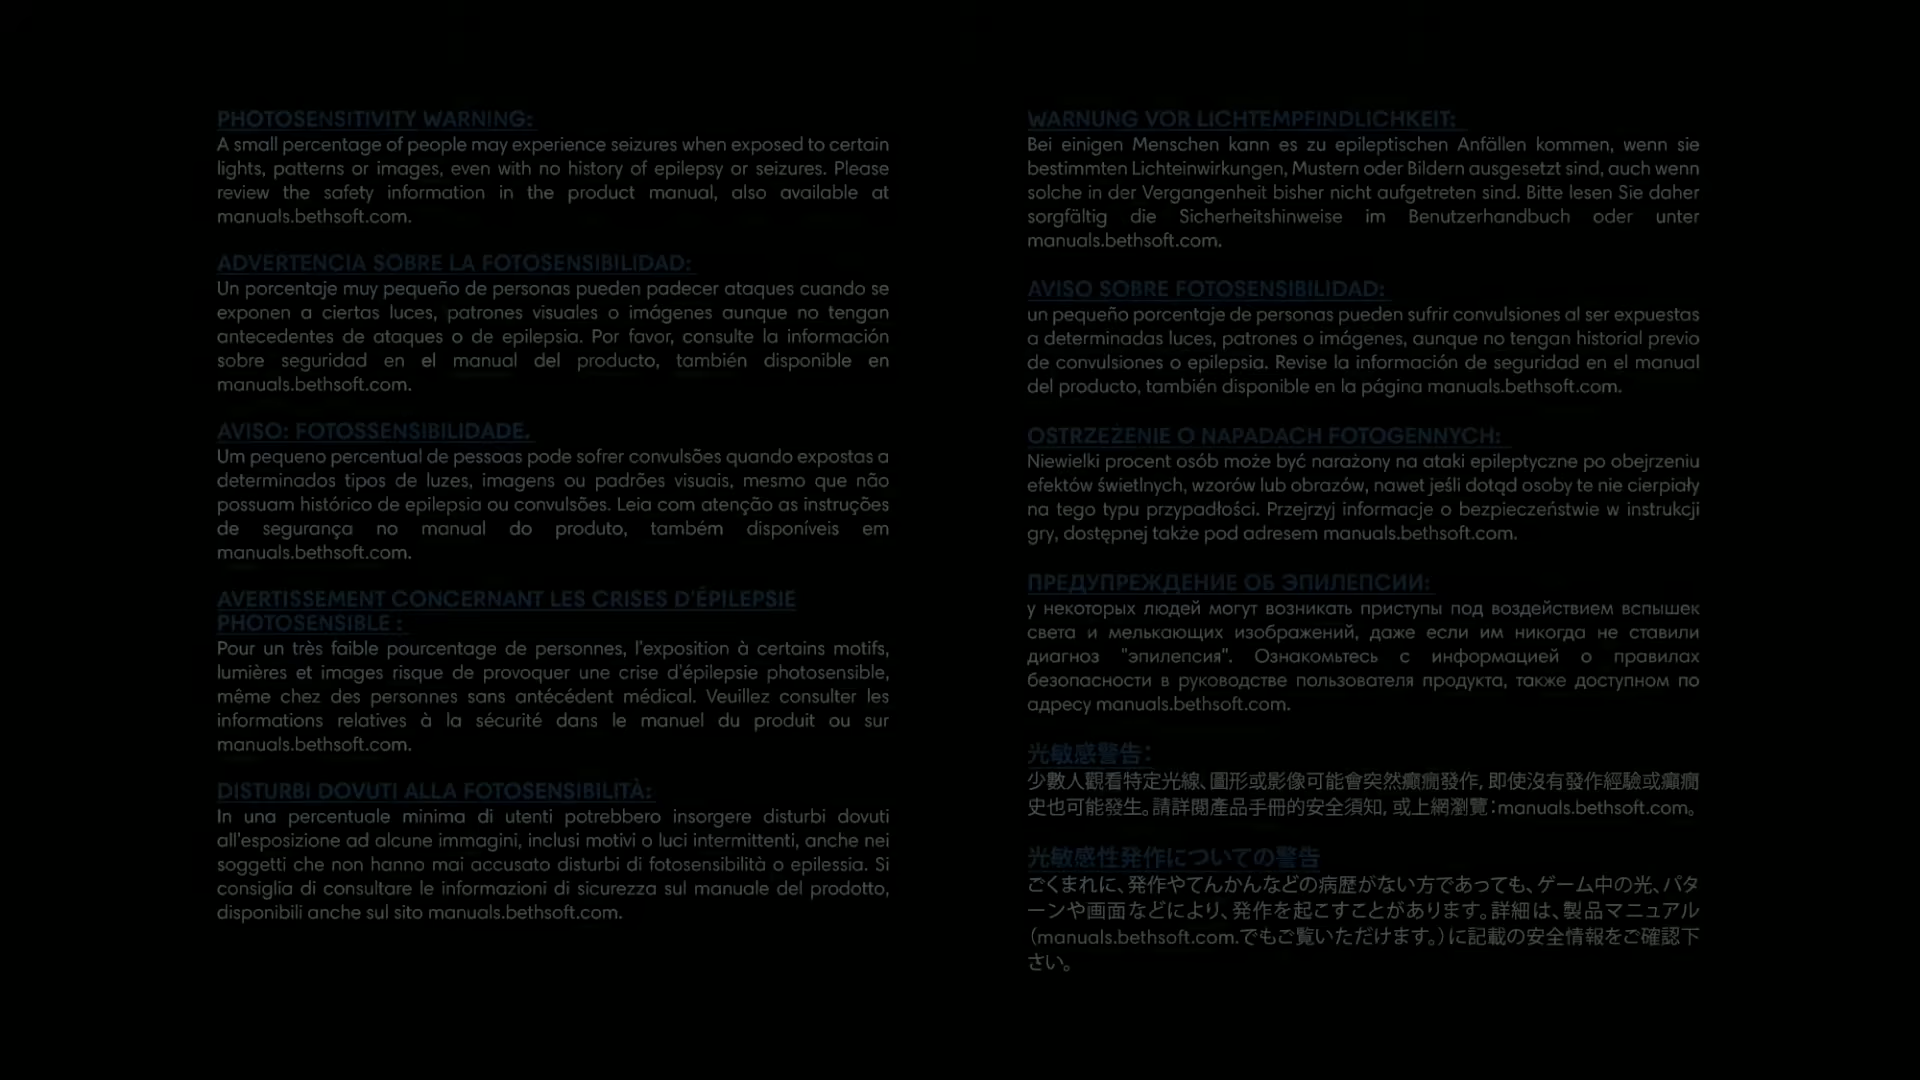 PHOTOSENSITIVITY WARNING:
A small percentage of people may experience seizures when exposed to certain
lights, patterns or images, even with no history of epilepsy or seizures. Please
review the safety information in the product manual, also available at
manuals.bethsoft.com.
ADVERTENCIA SOBRE LA FOTOSENSIBILIDAD:
Un porcentaje muy pequeño de personas pueden padecer ataques cuando se
exponen a ciertas luces, patrones visuales o imágenes aunque no tengan
antecedentes de ataques o de epilepsia. Por favor, consulte la información
sobre seguridad en el manual del producto, también disponible en
manuals.bethsoft.com.
AVISO: FOTOSSENSIBILIDADE.
Um pequeno percentual de pessoas pode sofrer convulsões quando expostas a
determinados tipos de luzes, imagens ou padrões visuais, mesmo que não
possuam histórico de epilepsia ou convulsões. Leia com atenção as instruções
de segurança no manual do produto, também disponíveis em
manuals.bethsoft.com.
AVERTISSEMENT CONCERNANT LES CRISES D'ÉPILEPSIE
PHOTOSENSIBLE :
Pour un très faible pourcentage de personnes, l'exposition à certains motifs,
lumières et images risque de provoquer une crise d'épilepsie photosensible,
même chez des personnes sans antécédent médical. Veuillez consulter les
informations relatives à la sécurité dans le manuel du produit ou sur
manuals.bethsoft.com.
DISTURBI DOVUTI ALLA FOTOSENSIBILITÀ:
In una percentuale minima di utenti potrebbero insorgere disturbi dovuti
all'esposizione ad alcune immagini, inclusi motivi o luci intermittenti, anche nei
soggetti che non hanno mai accusato disturbi di fotosensibilità o epilessia. Si
consiglia di consultare le informazioni di sicurezza sul manuale del prodotto,
disponibili anche sul sito manuals.bethsoft.com.
WARNUNG VOR LICHTEMPFINDLICHKEIT:
Bei einigen Menschen kann es zu epileptischen Anfällen kommen, wenn sie
bestimmten Lichteinwirkungen, Mustern oder Bildern ausgesetzt sind, auch wenn
solche in der Vergangenheit bisher nicht aufgetreten sind. Bitte lesen Sie daher
sorgfältig die Sicherheitshinweise im Benutzerhandbuch oder unter
manuals.bethsoft.com.
AVISO SOBRE FOTOSENSIBILIDAD:
un pequeño porcentaje de personas pueden sufrir convulsiones al ser expuestas
a determinadas luces, patrones o imágenes, aunque no tengan historial previo
de convulsiones o epilepsia. Revise la información de seguridad en el manual
del producto, también disponible en la página manuals.bethsoft.com.
OSTRZEŻENIE O NAPADACH FOTOGENNYCH:
Niewielki procent osób może być narażony na ataki epileptyczne po obejrzeniu
efektów świetlnych, wzorów lub obrazów, nawet jeśli dotąd osoby te nie cierpiały
na tego typu przypadłości. Przejrzyj informacje o bezpieczeństwie w instrukcji
gry, dostępnej także pod adresem manuals.bethsoft.com.
ПРЕДУПРЕЖДЕНИЕ ОБ ЭПИЛЕПСИИ:
у некоторых людей могут возникать приступы под воздействием вспышек
света и мелькающих изображений, даже если им никогда не ставили
диагноз "эпилепсия". Ознакомьтесь с информацией о правилах
безопасности в руководстве пользователя продукта, также доступном по
адресу manuals.bethsoft.com.
光敏感警告：
少數人觀看特定光線、圖形或影像可能會突然癲癇發作, 即使沒有發作經驗或癲癇
史也可能發生。請詳閱產品手冊的安全須知, 或上網瀏覽：manuals.bethsoft.com。
光敏感性発作についての警告
ごくまれに、発作やてんかんなどの病歴がない方であっても、ゲーム中の光、パタ
ーンや画面などにより、発作を起こすことがあります。詳細は、製品マニュアル
（manuals.bethsoft.com.でもご覧いただけます。）に記載の安全情報をご確認下
さい。